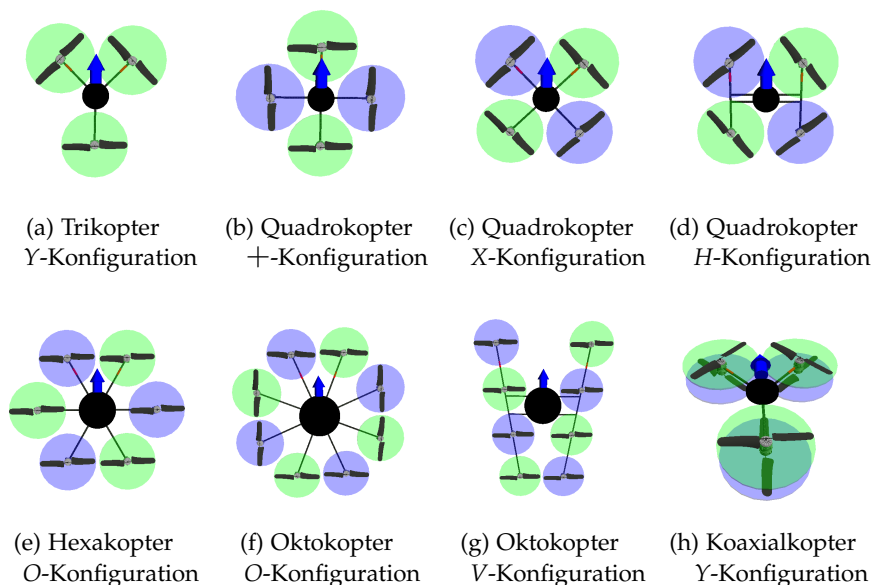 (a) Trikopter
Y-Konfiguration
(b) Quadrokopter
+-Konfiguration
(c) Quadrokopter
X-Konfiguration
(d) Quadrokopter
H-Konfiguration
(e) Hexakopter
O-Konfiguration
(f) Oktokopter
O-Konfiguration
(g) Oktokopter
V-Konfiguration
(h) Koaxialkopter
Y-Konfiguration